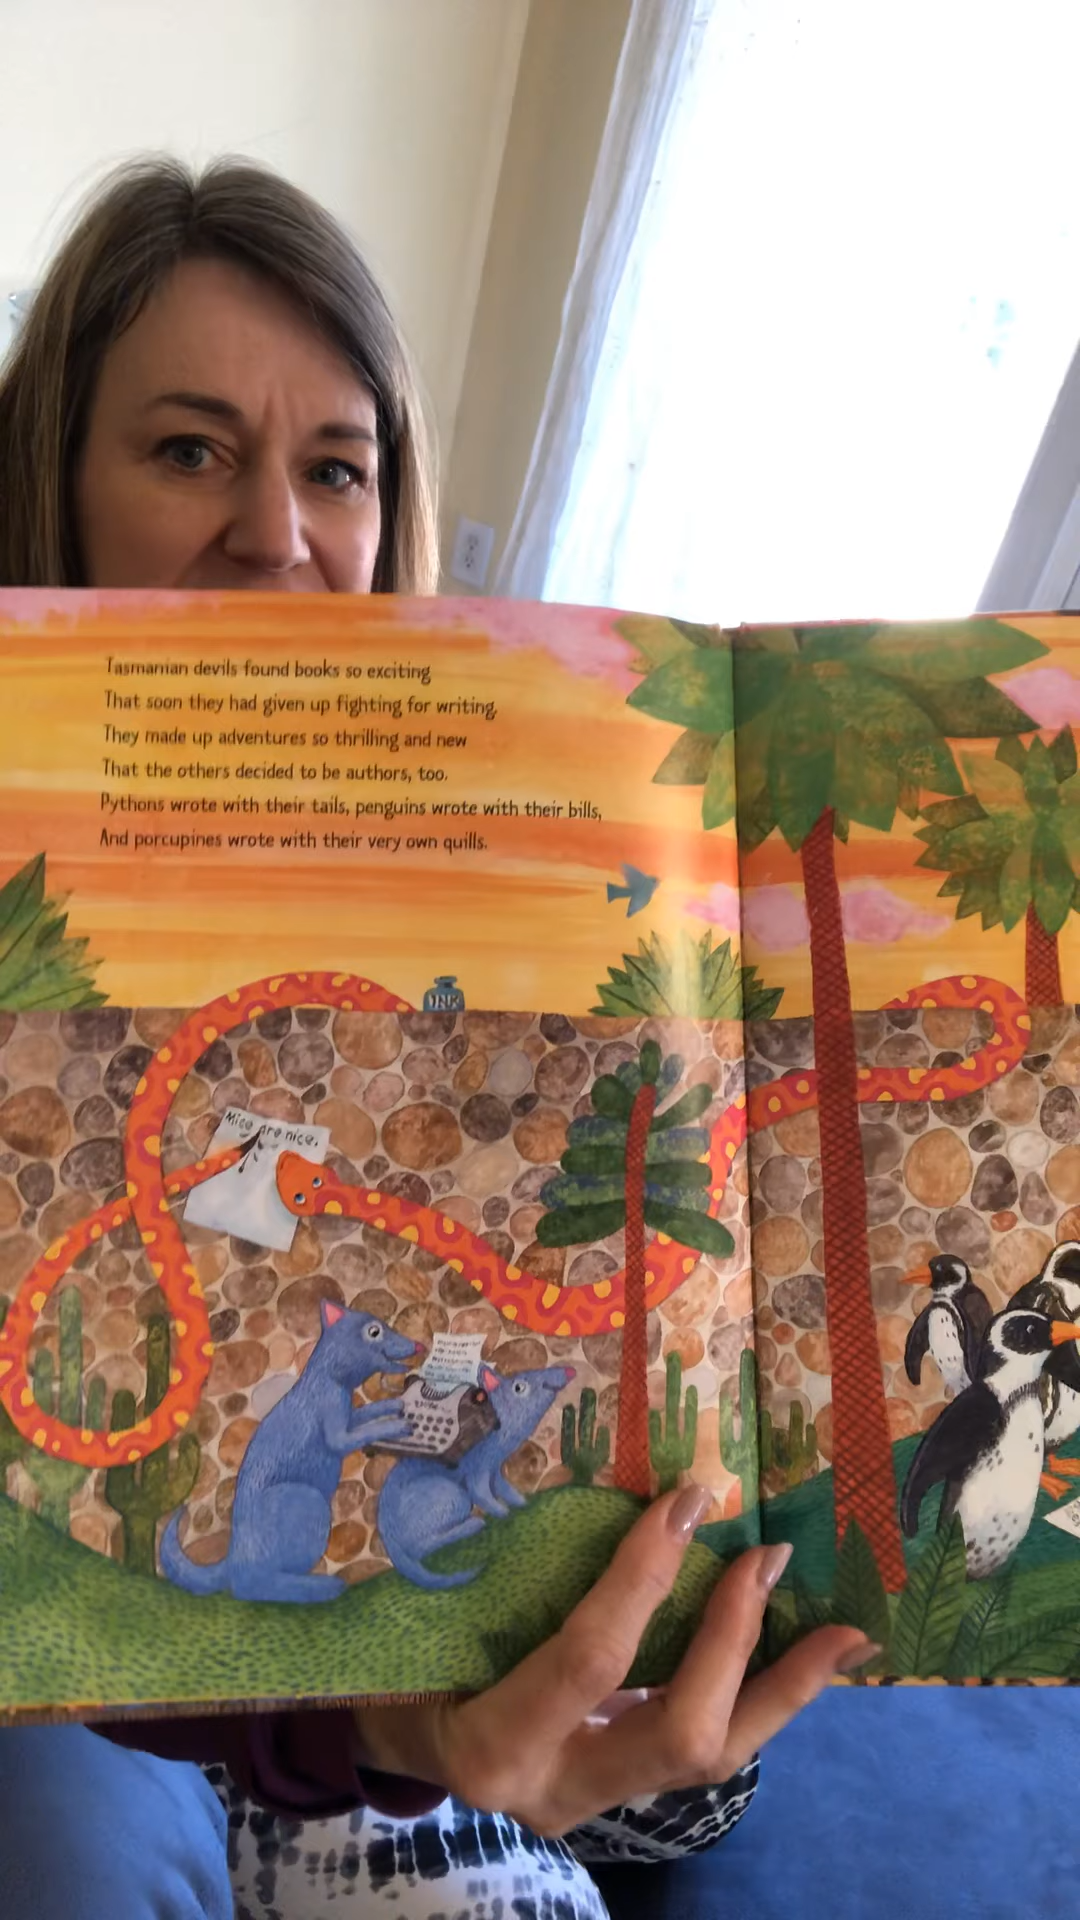 Tasmanian devils found books so exciting
That soon they had given up fighting for writing.
They made up adventures so thrilling and new
That the others decided to be authors, too.
Pythons wrote with their tails, penguins wrote with their bills,
And porcupines wrote with their very own quills.
INK
Mice are nice.